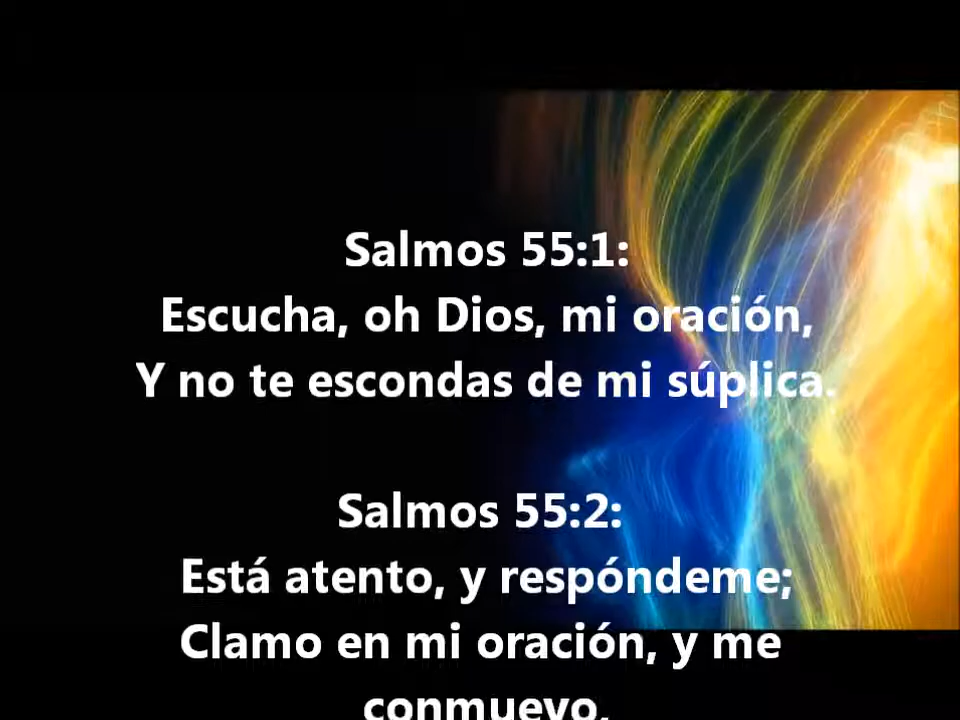 Salmos 55:1:
Escucha, oh Dios, mi oración,
Y no te escondas de mi súplica.
Salmos 55:2:
Está atento, y respóndeme;
Clamo en mi oración, y me
conmuevo,